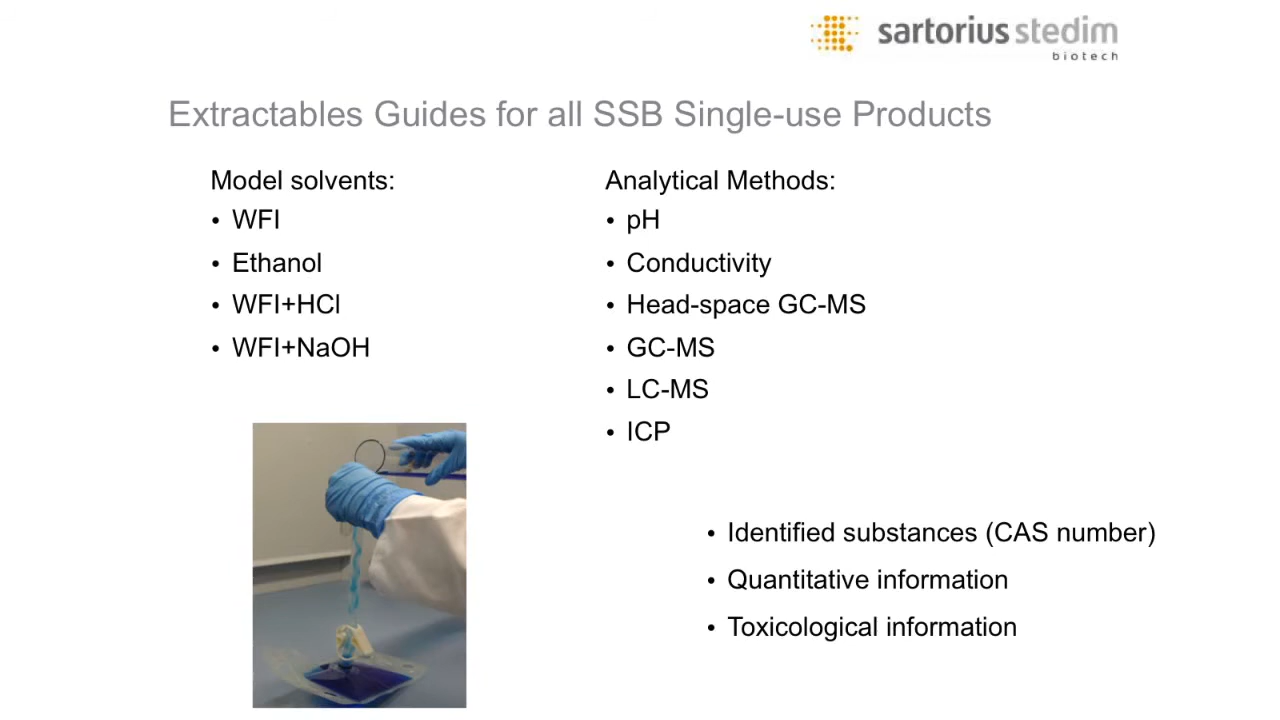 sartorius stedim
biotech
Extractables Guides for all SSB Single-use Products
Model solvents:
• WFI
• Ethanol
• WFI+HCl
• WFI+NaOH
Analytical Methods:
• pH
• Conductivity
• Head-space GC-MS
• GC-MS
• LC-MS
• ICP
• Identified substances (CAS number)
• Quantitative information
• Toxicological information